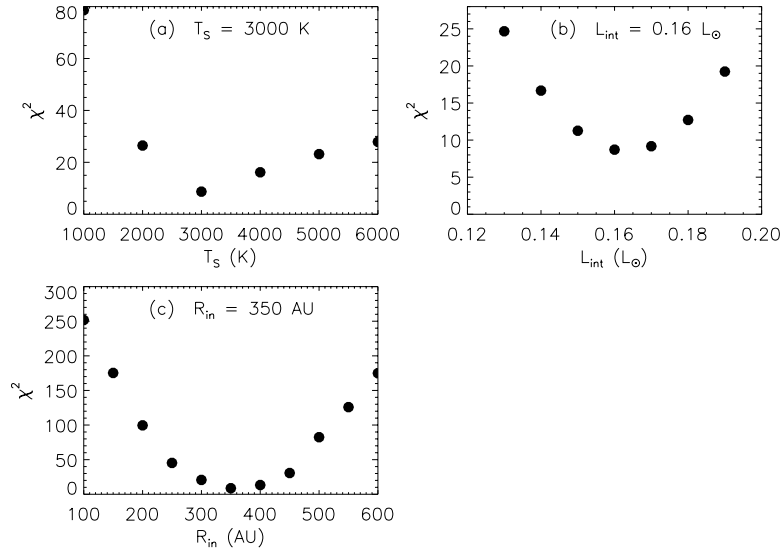 (a) T_S = 3000 K
80
60
40
20
0
χ²
1000 2000 3000 4000 5000 6000
T_S (K)
(b) L_int = 0.16 L_⊙
25
20
15
10
5
0
χ²
0.12 0.14 0.16 0.18 0.20
L_int (L_⊙)
(c) R_in = 350 AU
300
250
200
150
100
50
0
χ²
100 200 300 400 500 600
R_in (AU)